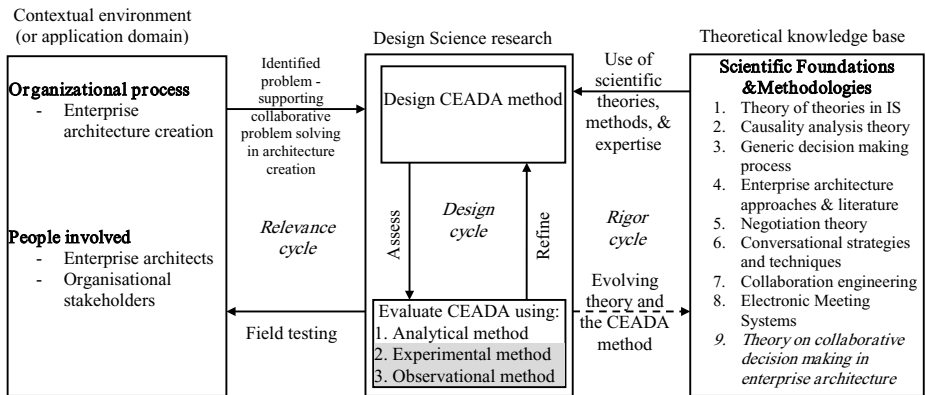 Contextual environment
(or application domain)
Organizational process
- Enterprise
architecture creation
People involved
- Enterprise architects
- Organisational
stakeholders
Identified
problem -
supporting
collaborative
problem solving
in architecture
creation
Relevance
cycle
Field testing
Design Science research
Design CEADA method
Assess
Design
cycle
Refine
Evaluate CEADA using:
1. Analytical method
2. Experimental method
3. Observational method
Use of
scientific
theories,
methods, &
expertise
Rigor
cycle
Evolving
theory and
the CEADA
method
Theoretical knowledge base
Scientific Foundations
&Methodologies
1. Theory of theories in IS
2. Causality analysis theory
3. Generic decision making
process
4. Enterprise architecture
approaches & literature
5. Negotiation theory
6. Conversational strategies
and techniques
7. Collaboration engineering
8. Electronic Meeting
Systems
9. Theory on collaborative
decision making in
enterprise architecture